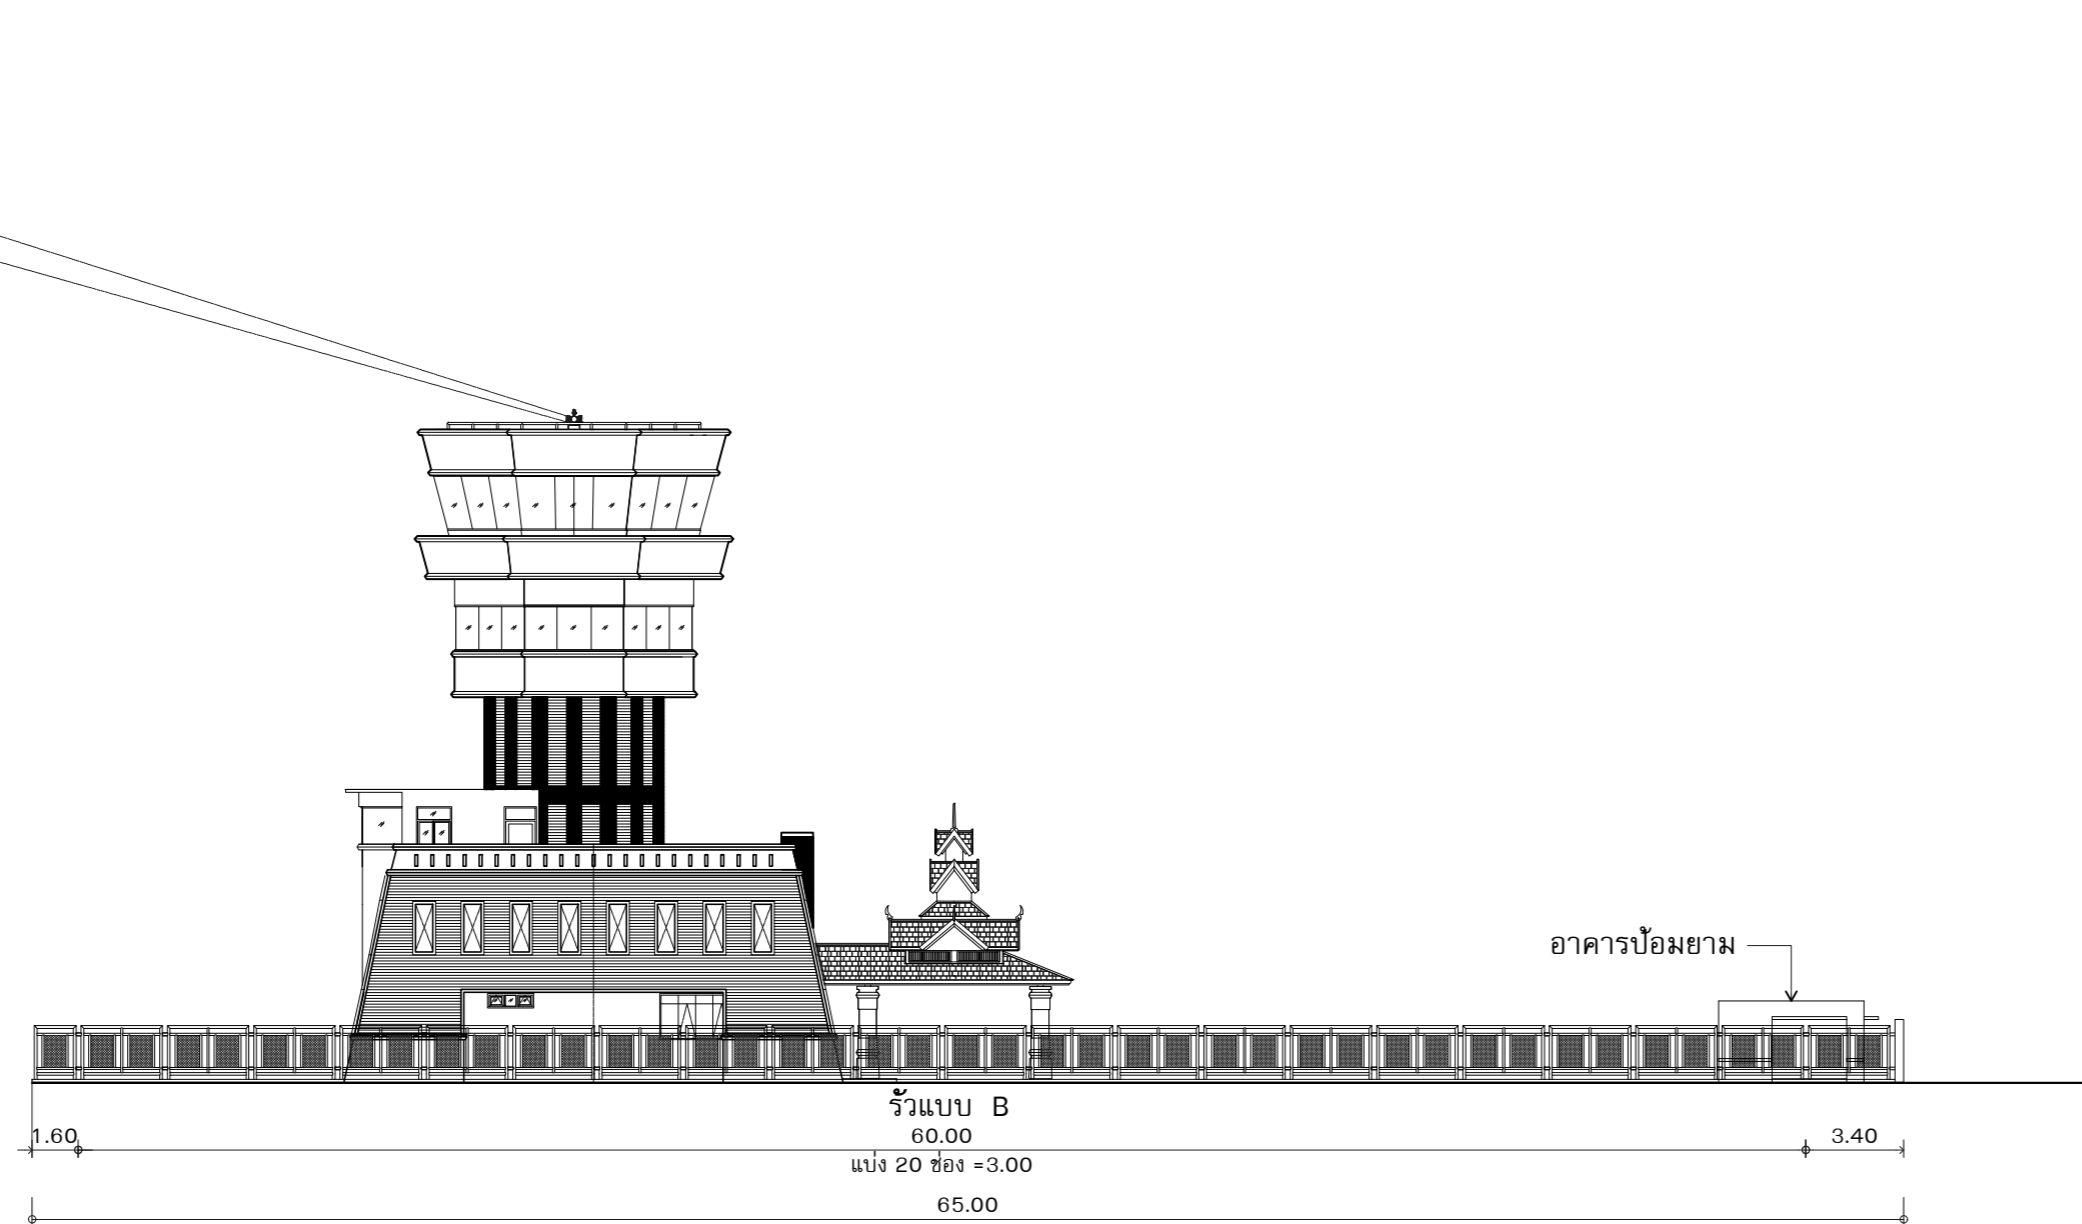 อาคารป้อมยาม
รั้วแบบ B
1.60 60.00 3.40
แบ่ง 20 ช่อง =3.00
65.00